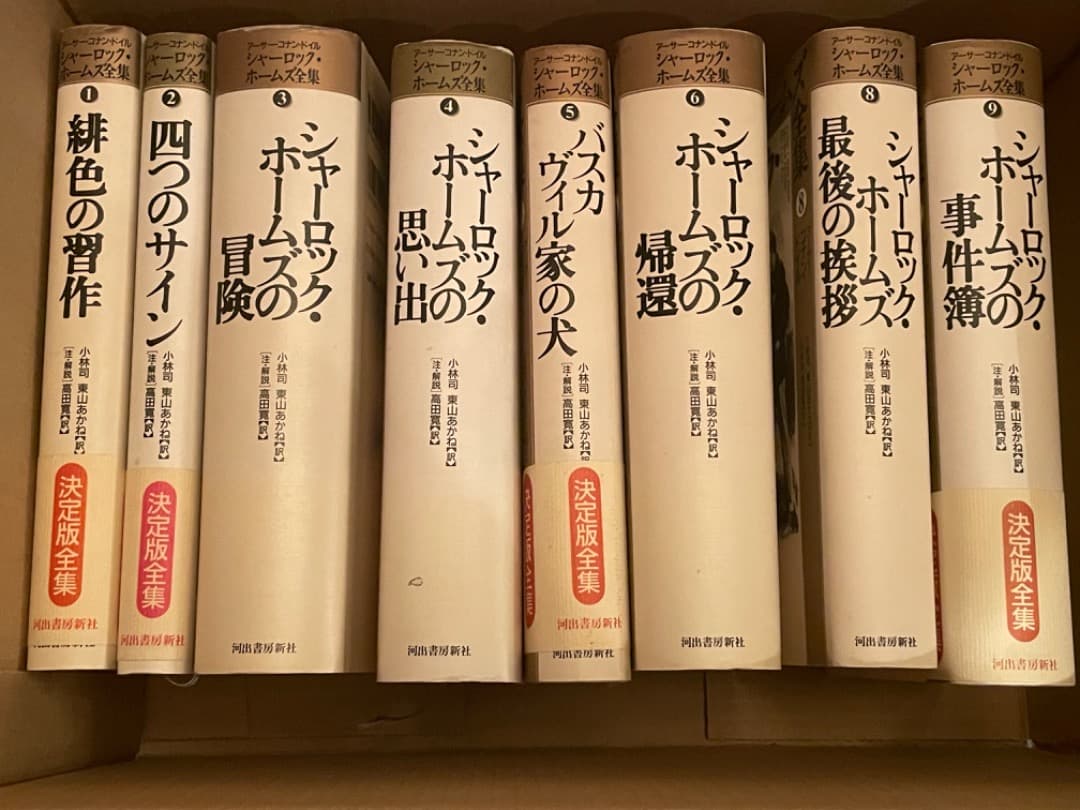 アーサー・コナン・ドイル
シャーロック・
ホームズ全集
1
緋色の習作
小林司 東山あかね【訳】
[注・解説]高田寛【訳】
決定版全集
河出書房新社
アーサー・コナン・ドイル
シャーロック・
ホームズ全集
2
四つのサイン
小林司 東山あかね【訳】
[注・解説]高田寛【訳】
決定版全集
河出書房新社
アーサー・コナン・ドイル
シャーロック・
ホームズ全集
3
シャーロック・
ホームズの
冒険
小林司 東山あかね【訳】
[注・解説]高田寛【訳】
河出書房新社
アーサー・コナン・ドイル
シャーロック・
ホームズ全集
4
シャーロック・
ホームズの
思い出
小林司 東山あかね【訳】
[注・解説]高田寛【訳】
河出書房新社
アーサー・コナン・ドイル
シャーロック・
ホームズ全集
5
バスカ
ヴィル家の犬
小林司 東山あかね【訳
[注・解説]高田寛【訳】
決定版全集
河出書房新社
河出書房新社
アーサー・コナン・ドイル
シャーロック・
ホームズ全集
6
シャーロック・
ホームズの
帰還
小林司 東山あかね【訳】
[注・解説]高田寛【訳】
河出書房新社
アーサー・コナン・ドイル
シャーロック・
ホームズ全集
8
シャーロック・
ホームズ
最後の挨拶
小林司 東山あかね【訳】
[注・解説]高田寛【訳】
河出書房新社
アーサー・コナン・ドイル
シャーロック・
ホームズ全集
9
シャーロック・
ホームズの
事件簿
小林司 東山あかね【訳】
[注・解説]高田寛【訳】
決定版全集
河出書房新社